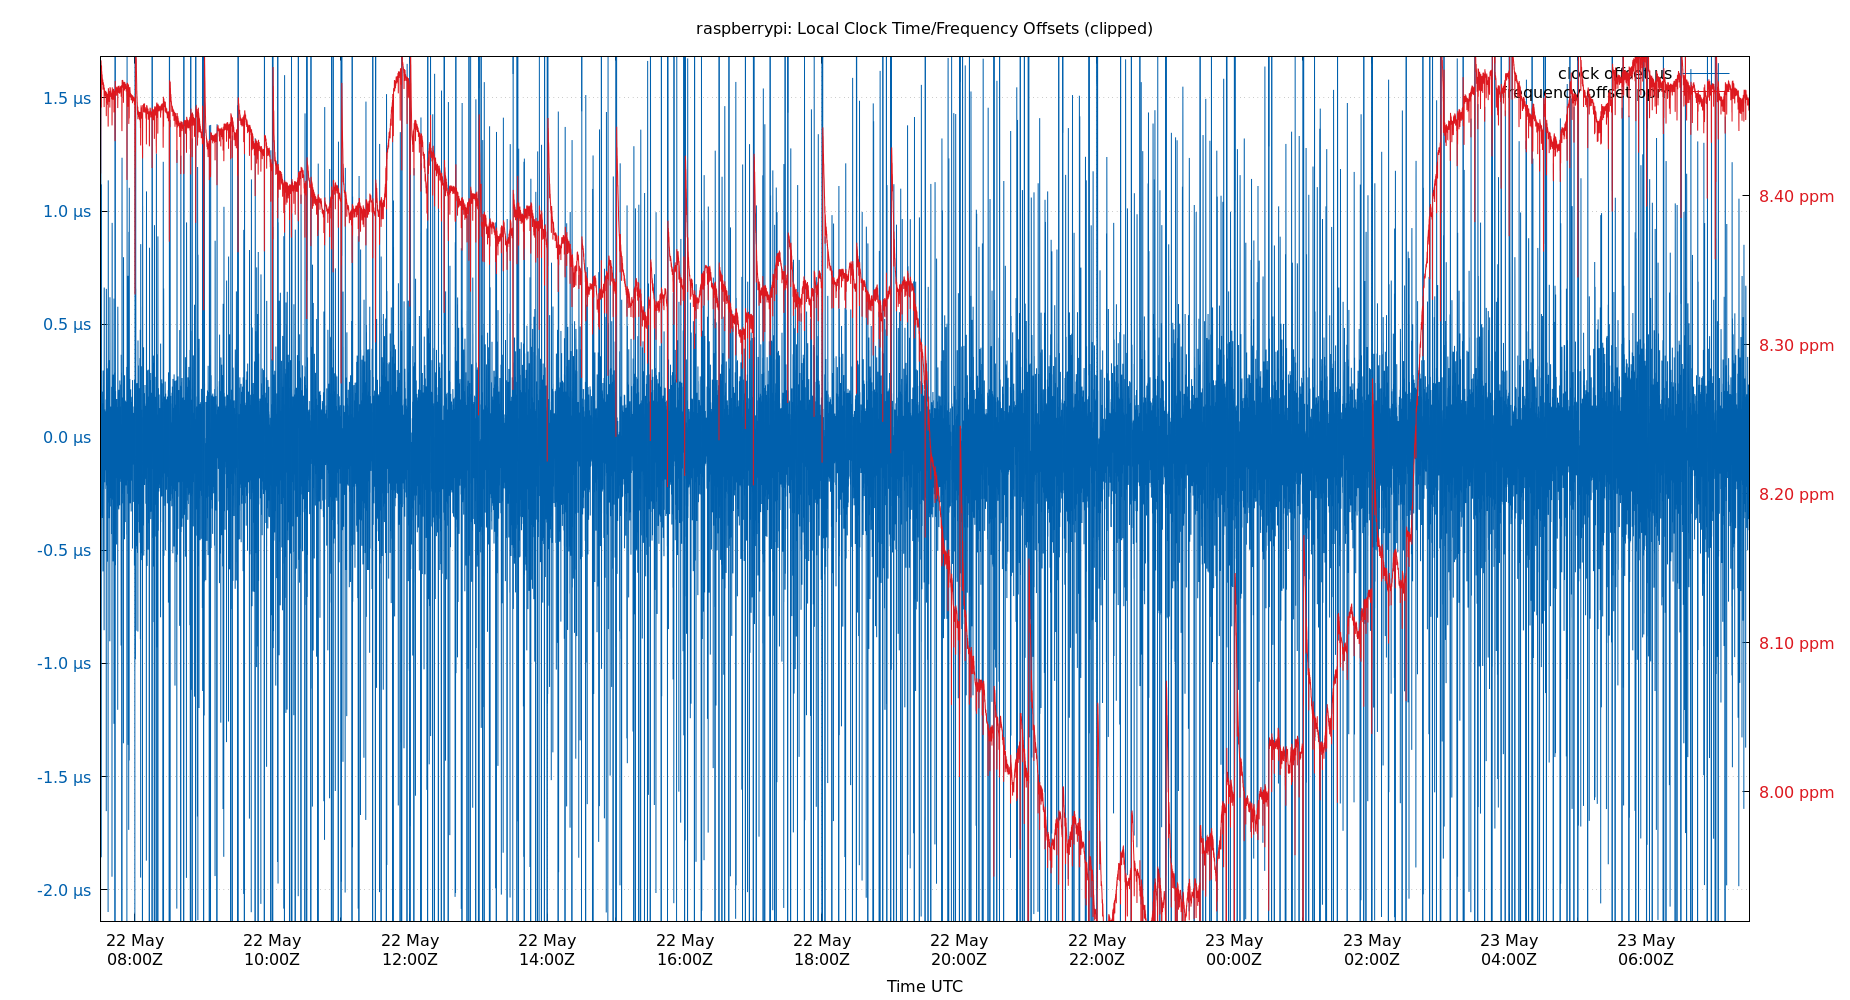 raspberrypi: Local Clock Time/Frequency Offsets (clipped)
clock offset µs
frequency offset ppm
1.5 µs
1.0 µs
0.5 µs
0.0 µs
-0.5 µs
-1.0 µs
-1.5 µs
-2.0 µs
8.40 ppm
8.30 ppm
8.20 ppm
8.10 ppm
8.00 ppm
22 May 22 May 22 May 22 May 22 May 22 May 22 May 22 May 23 May 23 May 23 May 23 May
08:00Z 10:00Z 12:00Z 14:00Z 16:00Z 18:00Z 20:00Z 22:00Z 00:00Z 02:00Z 04:00Z 06:00Z
Time UTC